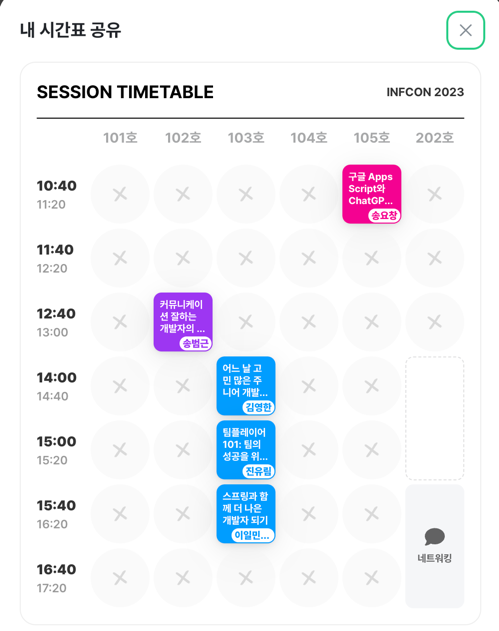 내 시간표 공유
SESSION TIMETABLE
INFCON 2023
101호 102호 103호 104호 105호 202호
10:40
11:20
구글 Apps
Script와
ChatGP...
송요창
11:40
12:20
12:40
13:00
커뮤니케이
션 잘하는
개발자의 ...
송범근
14:00
14:40
어느 날 고
민 많은 주
니어 개발...
김영한
15:00
15:20
팀플레이어
101: 팀의
성공을 위...
진유림
15:40
16:20
스프링과 함
께 더 나은
개발자 되기
이일민...
네트워킹
16:40
17:20